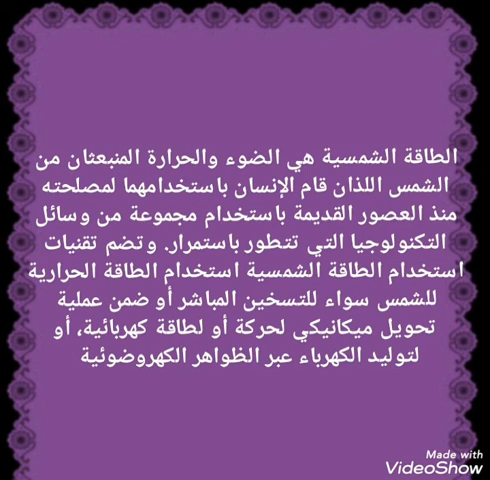 الطاقة الشمسية هي الضوء والحرارة المنبعثان من
الشمس اللذان قام الإنسان باستخدامهما لمصلحته
منذ العصور القديمة باستخدام مجموعة من وسائل
التكنولوجيا التي تتطور باستمرار. وتضم تقنيات
استخدام الطاقة الشمسية استخدام الطاقة الحرارية
للشمس سواء للتسخين المباشر أو ضمن عملية
تحويل ميكانيكي لحركة أو لطاقة كهربائية، أو
لتوليد الكهرباء عبر الظواهر الكهروضوئية
Made with
VideoShow